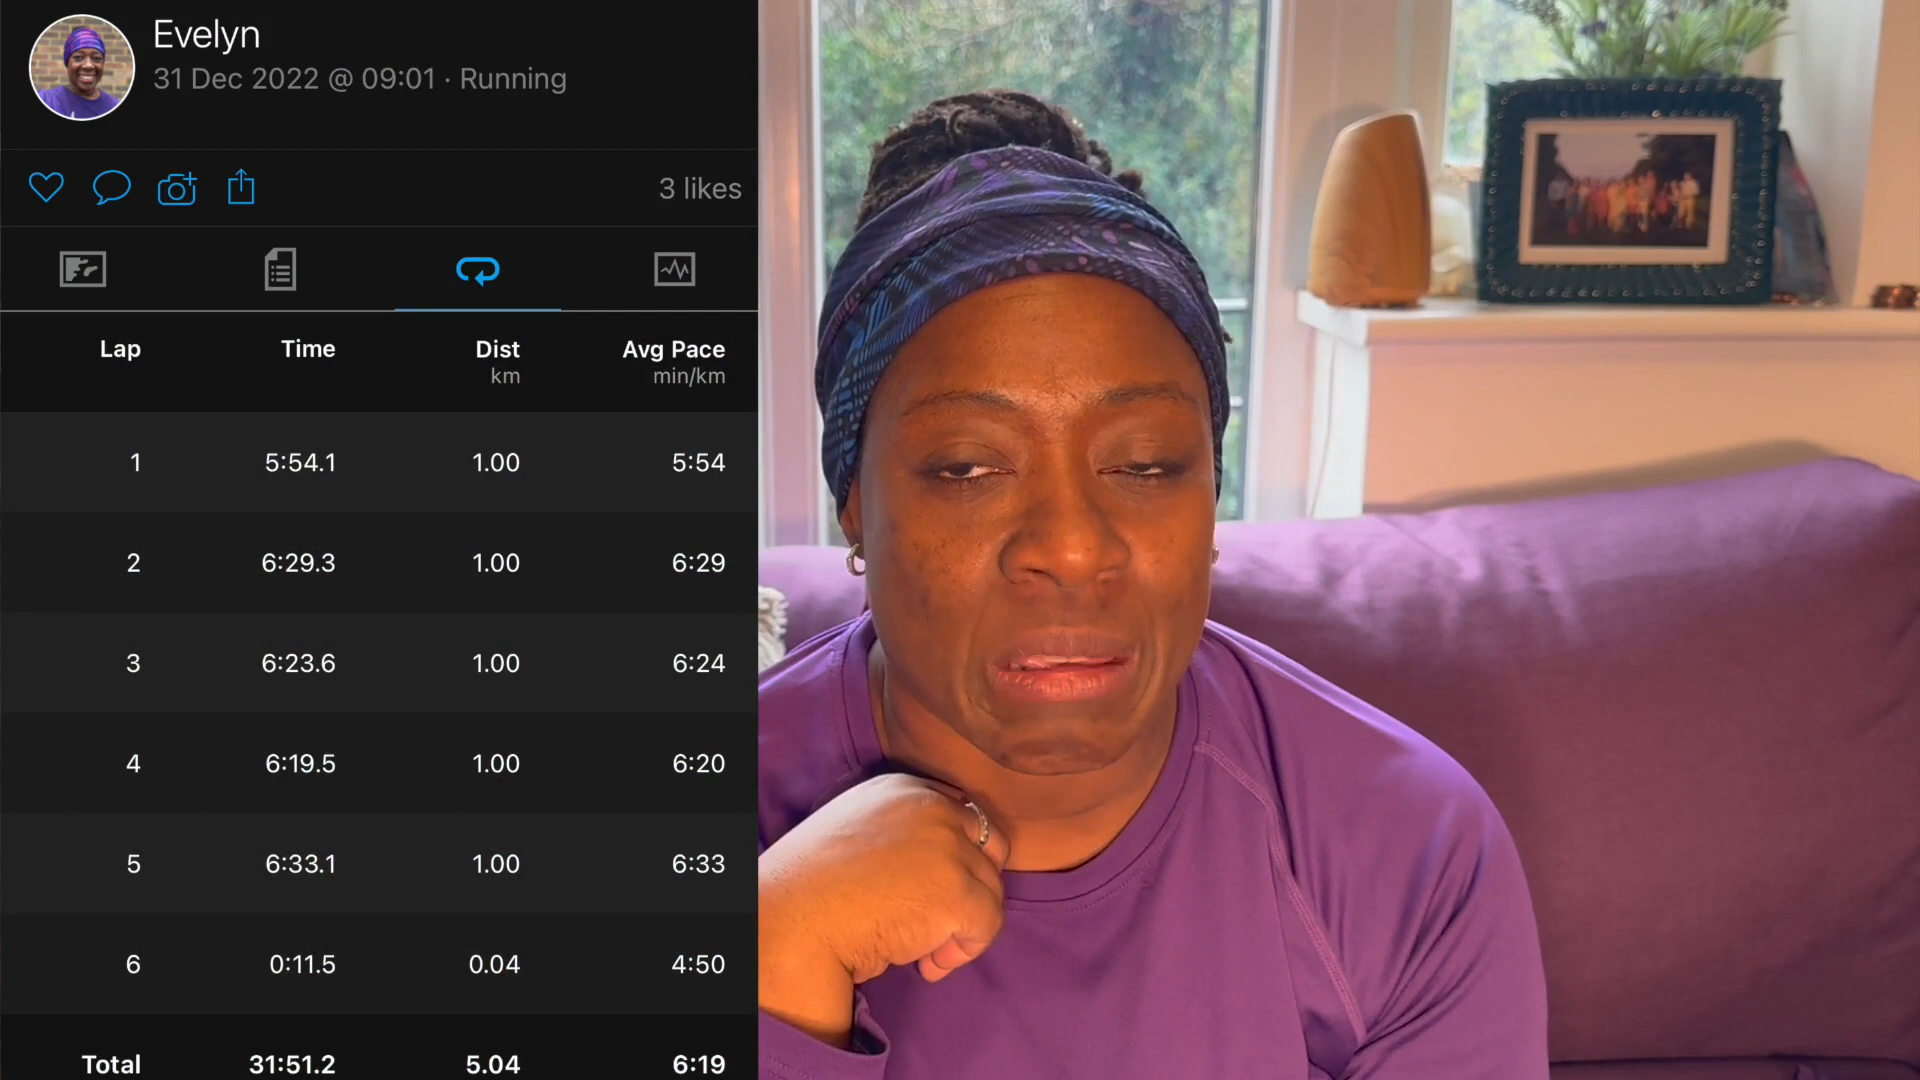 Evelyn
31 Dec 2022 @ 09:01 · Running
3 likes
Lap Time Dist Avg Pace
km min/km
1 5:54.1 1.00 5:54
2 6:29.3 1.00 6:29
3 6:23.6 1.00 6:24
4 6:19.5 1.00 6:20
5 6:33.1 1.00 6:33
6 0:11.5 0.04 4:50
Total 31:51.2 5.04 6:19